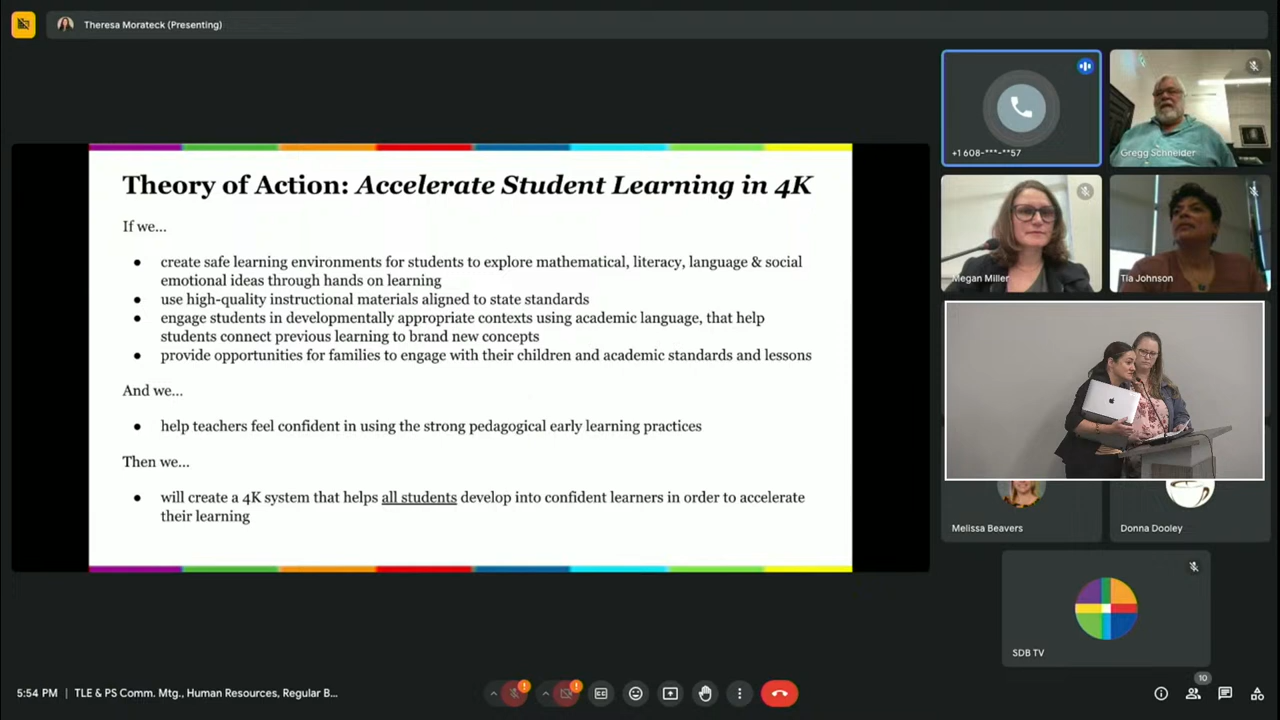 Theresa Morateck (Presenting)
Theory of Action: Accelerate Student Learning in 4K
If we...
● create safe learning environments for students to explore mathematical, literacy, language & social
emotional ideas through hands on learning
● use high-quality instructional materials aligned to state standards
● engage students in developmentally appropriate contexts using academic language, that help
students connect previous learning to brand new concepts
● provide opportunities for families to engage with their children and academic standards and lessons
And we...
● help teachers feel confident in using the strong pedagogical early learning practices
Then we...
● will create a 4K system that helps all students develop into confident learners in order to accelerate
their learning
+1 608-***-**57
Gregg Schneider
Megan Miller
Tia Johnson
Melissa Beavers
Donna Dooley
SDB TV
5:54 PM | TLE & PS Comm. Mtg., Human Resources, Regular B...
10